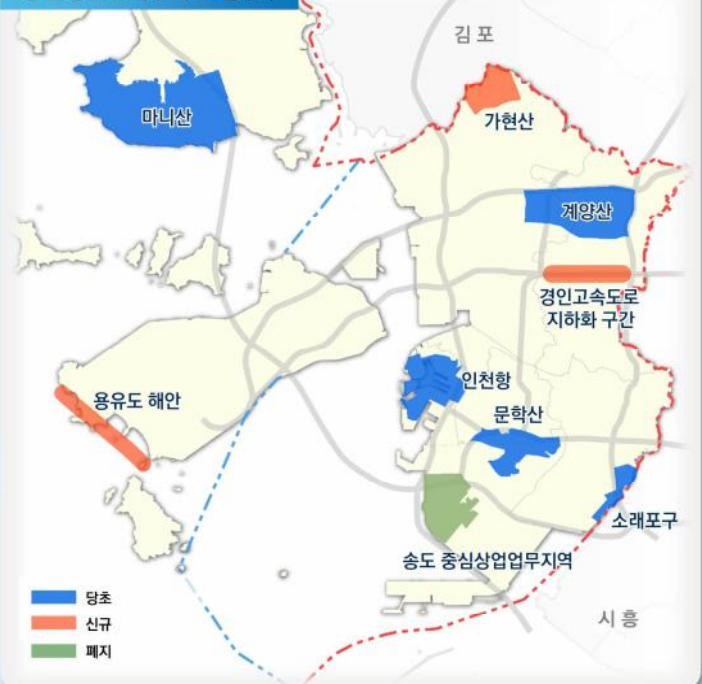 김포
마니산
가현산
계양산
경인고속도로
지하화 구간
인천항
용유도 해안
문학산
소래포구
송도 중심상업업무지역
당초
신규
폐지
시흥